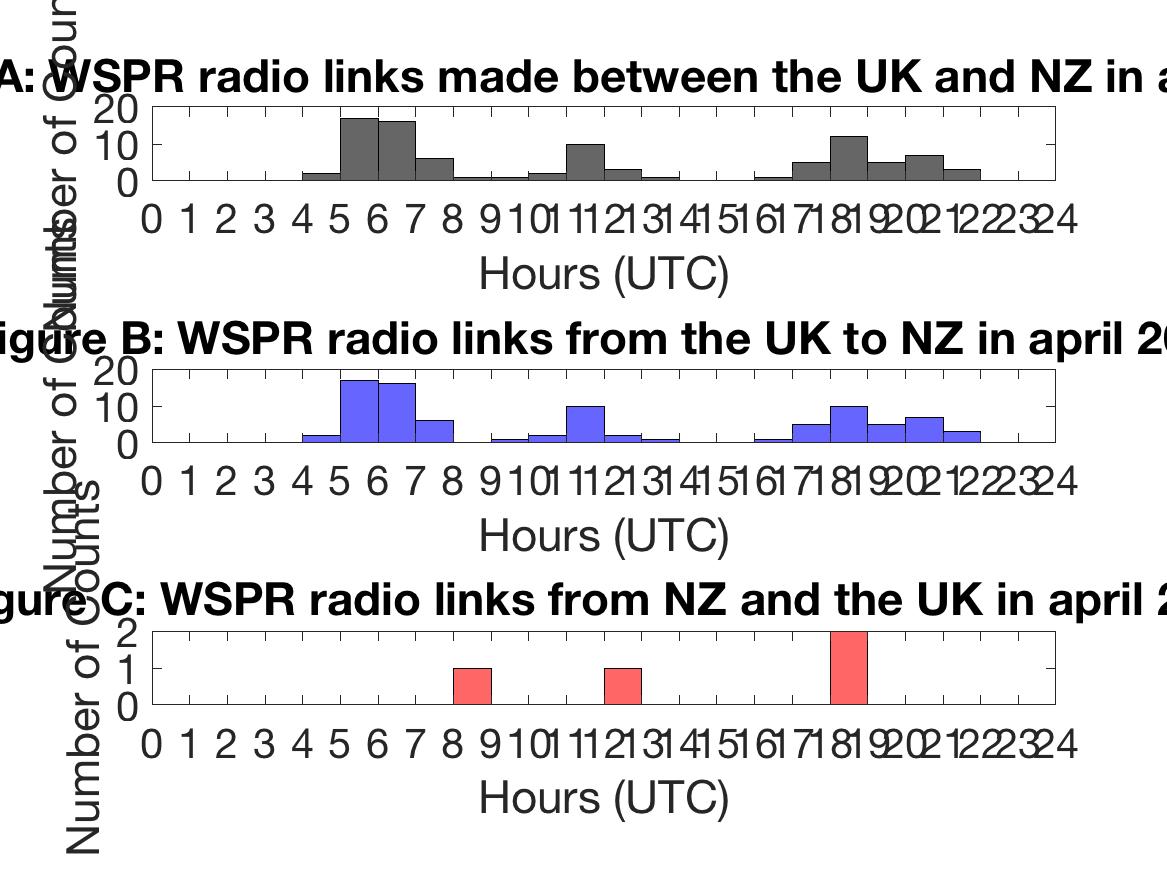 A: WSPR radio links made between the UK and NZ in a
Number of Coun
20
10
0
0 1 2 3 4 5 6 7 8 9 10 11 12 13 14 15 16 17 18 19 20 21 22 23 24
Hours (UTC)
igure B: WSPR radio links from the UK to NZ in april 20
Number of Counts
20
10
0
0 1 2 3 4 5 6 7 8 9 10 11 12 13 14 15 16 17 18 19 20 21 22 23 24
Hours (UTC)
gure C: WSPR radio links from NZ and the UK in april 2
Number of Counts
2
1
0
0 1 2 3 4 5 6 7 8 9 10 11 12 13 14 15 16 17 18 19 20 21 22 23 24
Hours (UTC)